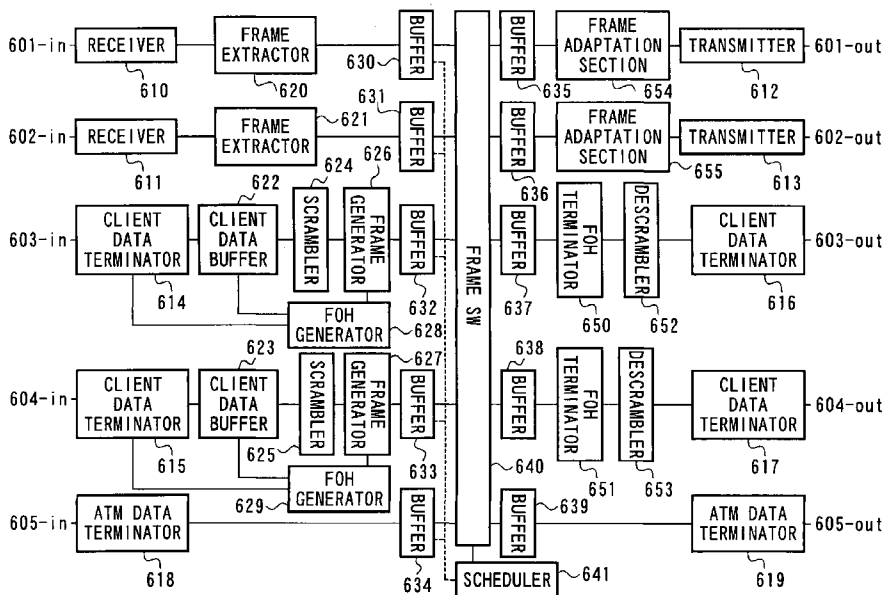 601-in
RECEIVER
610
FRAME
EXTRACTOR
620
BUFFER
630
BUFFER
635
FRAME
ADAPTATION
SECTION
654
TRANSMITTER
612
601-out
602-in
RECEIVER
611
FRAME
EXTRACTOR
621
631
BUFFER
BUFFER
636
FRAME
ADAPTATION
SECTION
655
TRANSMITTER
613
602-out
603-in
CLIENT
DATA
TERMINATOR
614
622
CLIENT
DATA
BUFFER
624
SCRAMBLER
626
FRAME
GENERATOR
BUFFER
632
FOH
GENERATOR
628
FRAME SW
640
BUFFER
637
FOH
TERMINATOR
650
DESCRAMBLER
652
CLIENT
DATA
TERMINATOR
616
603-out
604-in
CLIENT
DATA
TERMINATOR
615
623
CLIENT
DATA
BUFFER
SCRAMBLER
625
627
FRAME
GENERATOR
BUFFER
633
FOH
GENERATOR
629
638
BUFFER
FOH
TERMINATOR
651
DESCRAMBLER
653
CLIENT
DATA
TERMINATOR
617
604-out
605-in
ATM DATA
TERMINATOR
618
BUFFER
634
BUFFER
639
ATM DATA
TERMINATOR
619
605-out
SCHEDULER
641